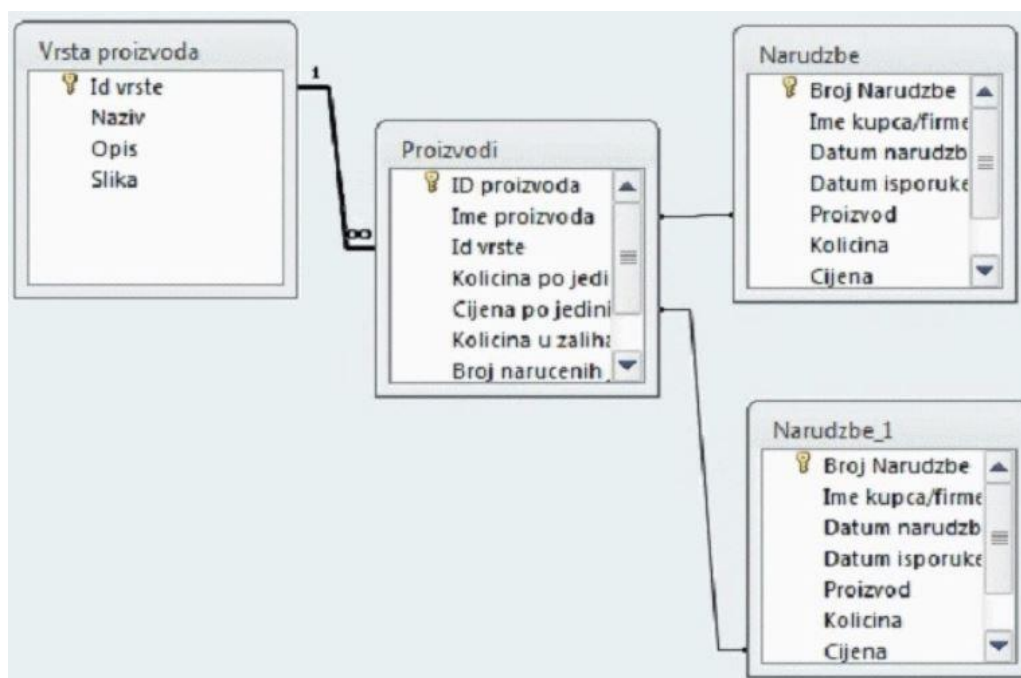 Vrsta proizvoda
Id vrste
Naziv
Opis
Slika
1
∞
Proizvodi
ID proizvoda
Ime proizvoda
Id vrste
Kolicina po jedi
Cijena po jedini
Kolicina u zaliha
Broj narucenih
Narudzbe
Broj Narudzbe
Ime kupca/firme
Datum narudzb
Datum isporuke
Proizvod
Kolicina
Cijena
Narudzbe_1
Broj Narudzbe
Ime kupca/firme
Datum narudzb
Datum isporuke
Proizvod
Kolicina
Cijena